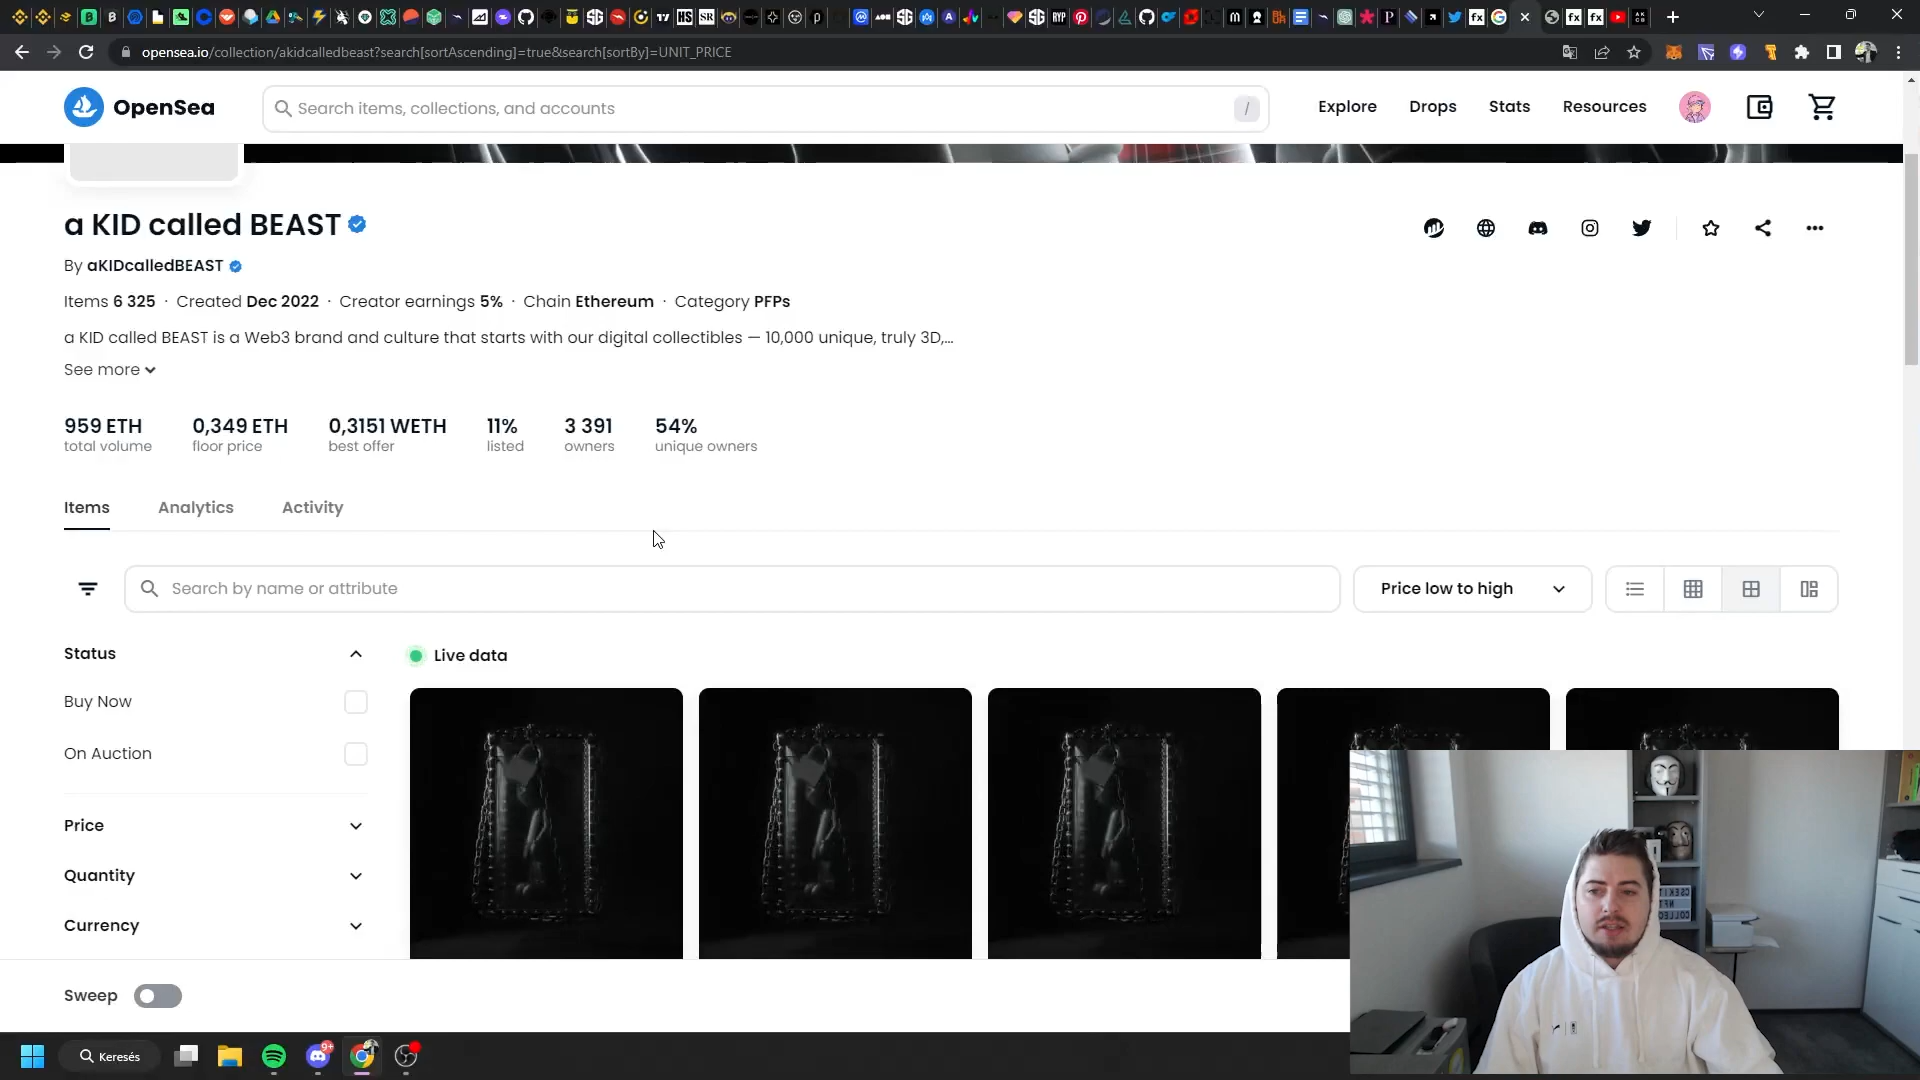 opensea.io/collection/akidcalledbeast?search[sortAscending]=true&search[sortBy]=UNIT_PRICE
OpenSea
Search items, collections, and accounts
/
Explore
Drops
Stats
Resources
a KID called BEAST
By aKIDcalledBEAST
Items 6 325 · Created Dec 2022 · Creator earnings 5% · Chain Ethereum · Category PFPs
a KID called BEAST is a Web3 brand and culture that starts with our digital collectibles — 10,000 unique, truly 3D,...
See more
959 ETH
total volume
0,349 ETH
floor price
0,3151 WETH
best offer
11%
listed
3 391
owners
54%
unique owners
Items
Analytics
Activity
Search by name or attribute
Price low to high
Status
Live data
Buy Now
On Auction
Price
Quantity
Currency
Sweep
Keresés
9+